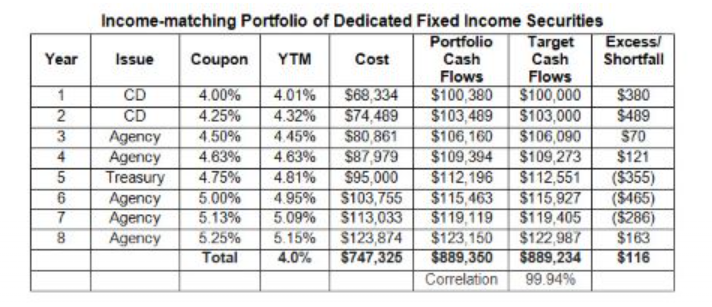 Income-matching Portfolio of Dedicated Fixed Income Securities
Year Issue Coupon YTM Cost Portfolio Cash Flows Target Cash Flows Excess/ Shortfall
1 CD 4.00% 4.01% $68,334 $100,380 $100,000 $380
2 CD 4.25% 4.32% $74,489 $103,489 $103,000 $489
3 Agency 4.50% 4.45% $80,861 $106,160 $106,090 $70
4 Agency 4.63% 4.63% $87,979 $109,394 $109,273 $121
5 Treasury 4.75% 4.81% $95,000 $112,196 $112,551 ($355)
6 Agency 5.00% 4.95% $103,755 $115,463 $115,927 ($465)
7 Agency 5.13% 5.09% $113,033 $119,119 $119,405 ($286)
8 Agency 5.25% 5.15% $123,874 $123,150 $122,987 $163
Total 4.0% $747,325 $889,350 $889,234 $116
Correlation 99.94%